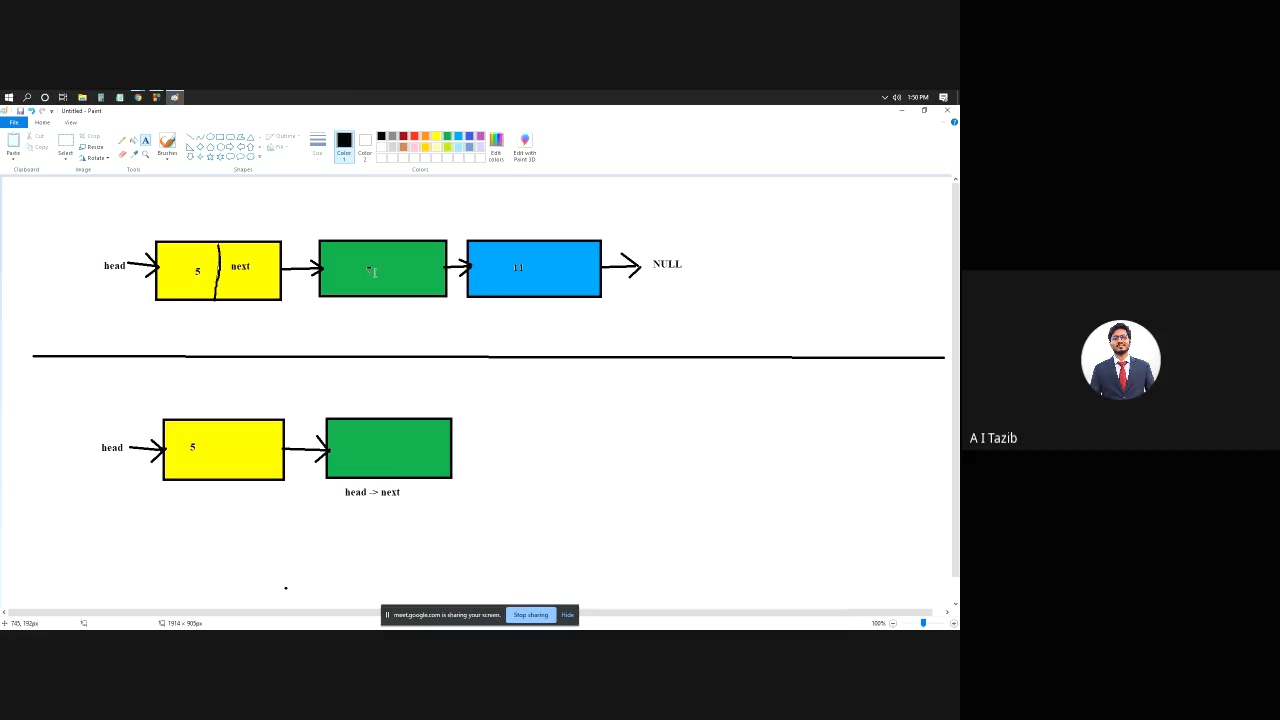 1:50 PM
Untitled - Paint
File Home View
Paste
Cut
Copy
Select
Crop
Resize
Rotate
Brushes
Outline
Fill
Size
Color 1
Color 2
Edit colors
Edit with Paint 3D
Clipboard
Image
Tools
Shapes
Colors
head
5
next
11
NULL
head
5
head -> next
A I Tazib
meet.google.com is sharing your screen.
Stop sharing
Hide
745, 192px
1914 × 905px
100%